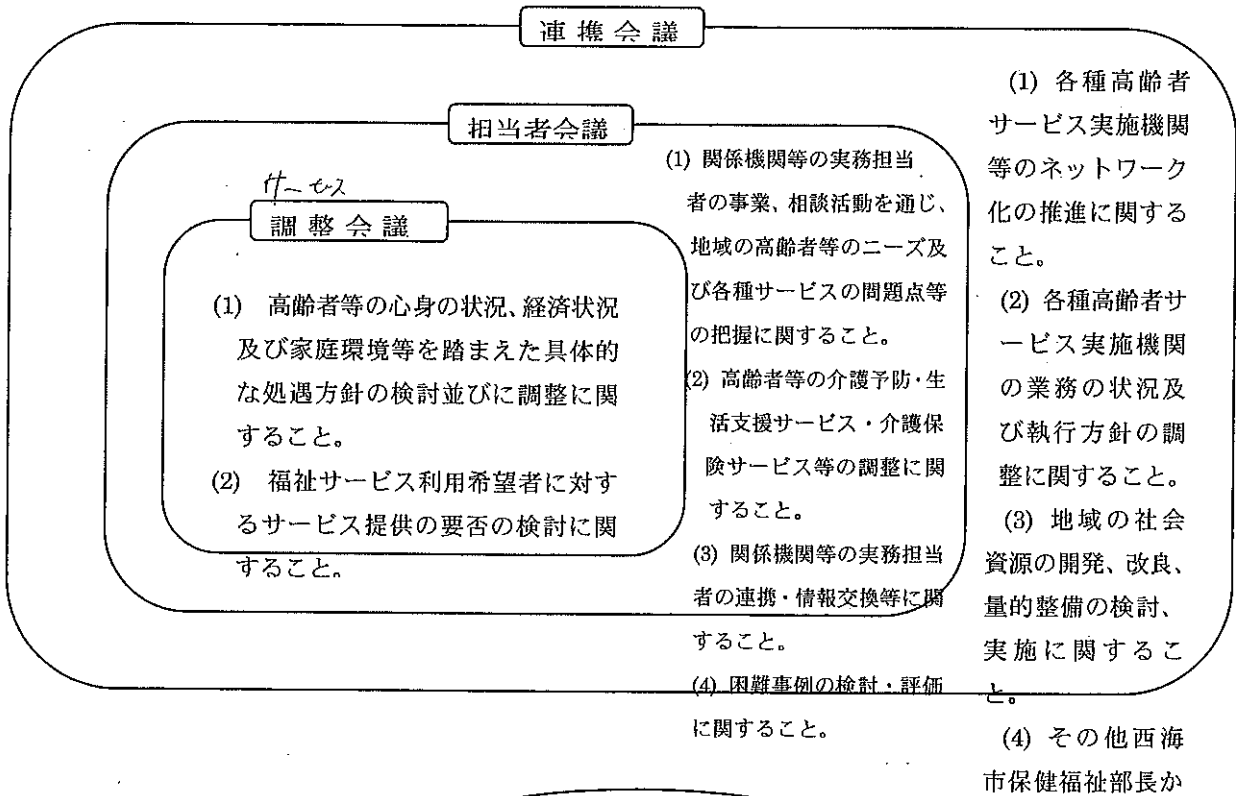 連携会議
担当者会議
サービス
調整会議
(1) 高齢者等の心身の状況、経済状況
及び家庭環境等を踏まえた具体的
な処遇方針の検討並びに調整に関
すること。
(2) 福祉サービス利用希望者に対す
るサービス提供の要否の検討に関
すること。
(1) 関係機関等の実務担当
者の事業、相談活動を通じ、
地域の高齢者等のニーズ及
び各種サービスの問題点等
の把握に関すること。
(2) 高齢者等の介護予防・生
活支援サービス・介護保
険サービス等の調整に関
すること。
(3) 関係機関等の実務担当
者の連携・情報交換等に関
すること。
(4) 困難事例の検討・評価
に関すること。
(1) 各種高齢者
サービス実施機関
等のネットワーク
化の推進に関する
こと。
(2) 各種高齢者サ
ービス実施機関
の業務の状況及
び執行方針の調
整に関すること。
(3) 地域の社会
資源の開発、改良、
量的整備の検討、
実施に関するこ
と。
(4) その他西海
市保健福祉部長か